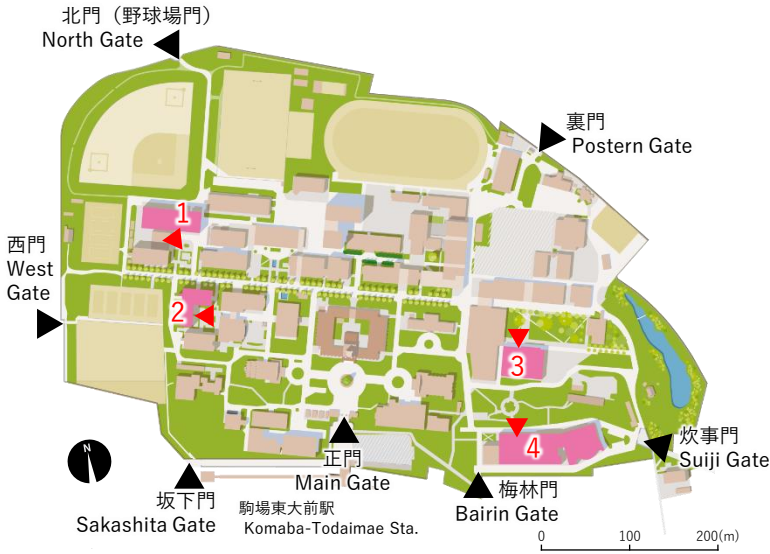 北門（野球場門）
North Gate
裏門
Postern Gate
1
西門
West
Gate
2
3
4
炊事門
Suiji Gate
N
正門
Main Gate
梅林門
Bairin Gate
坂下門
Sakashita Gate
駒場東大前駅
Komaba-Todaimae Sta.
0 100 200(m)